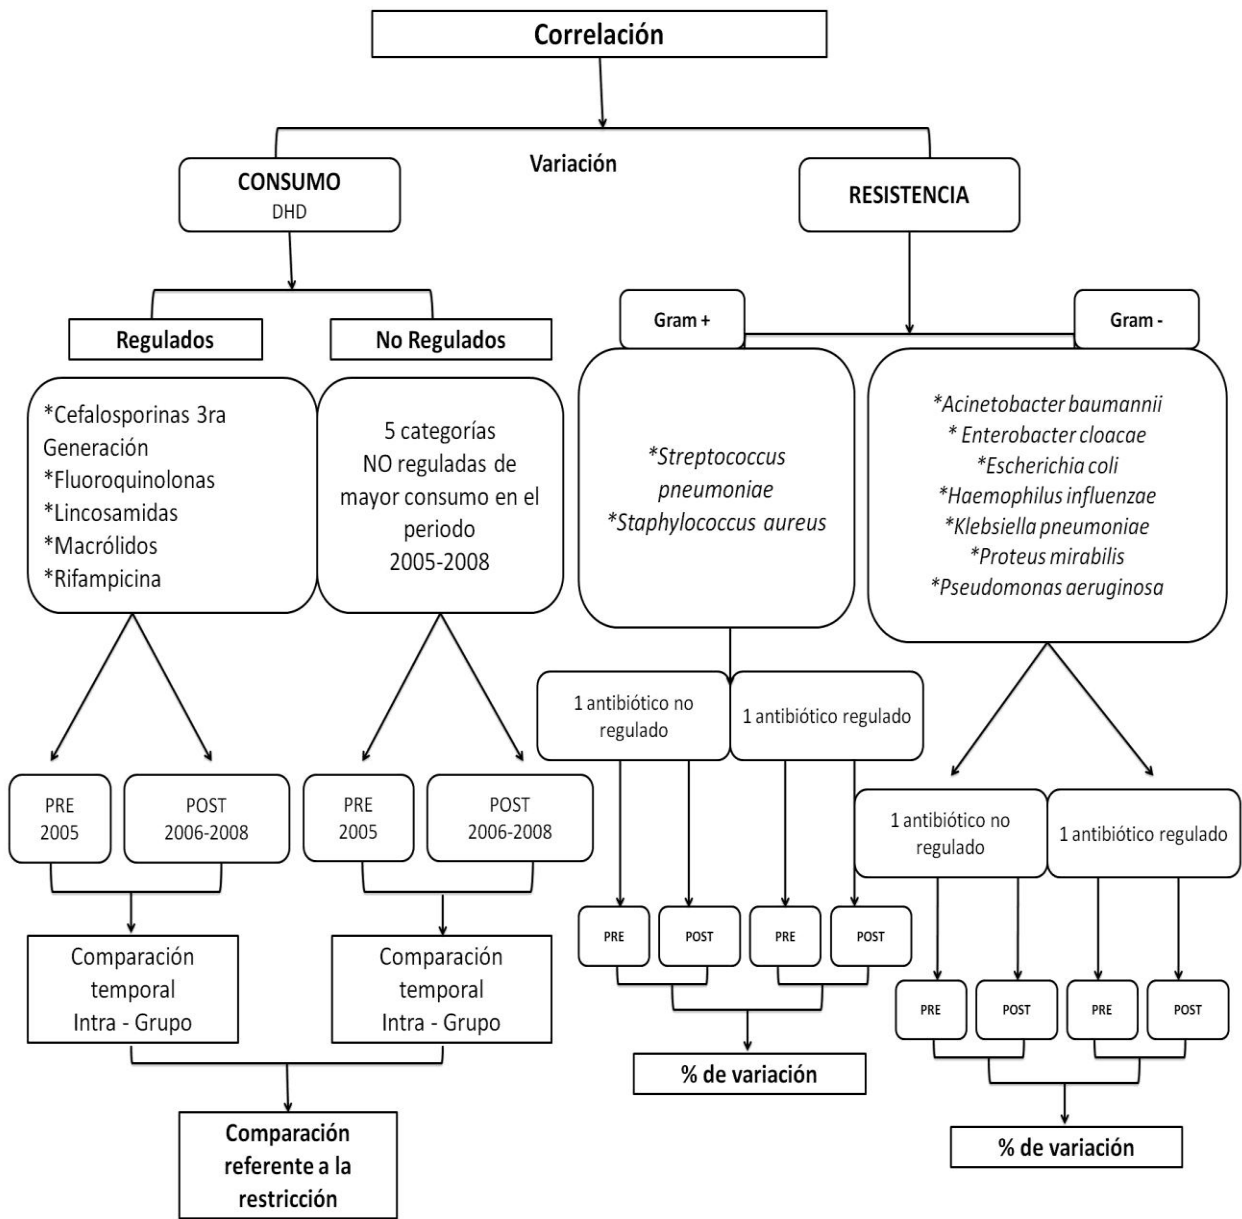 Correlación
Variación
CONSUMO
DHD
RESISTENCIA
Regulados
No Regulados
Gram +
Gram -
*Cefalosporinas 3ra
Generación
*Fluoroquinolonas
*Lincosamidas
*Macrólidos
*Rifampicina
5 categorías
NO reguladas de
mayor consumo en el
periodo
2005-2008
*Streptococcus
pneumoniae
*Staphylococcus aureus
*Acinetobacter baumannii
* Enterobacter cloacae
*Escherichia coli
*Haemophilus influenzae
*Klebsiella pneumoniae
*Proteus mirabilis
*Pseudomonas aeruginosa
PRE
2005
POST
2006-2008
PRE
2005
POST
2006-2008
1 antibiótico no
regulado
1 antibiótico regulado
1 antibiótico no
regulado
1 antibiótico regulado
PRE
POST
PRE
POST
PRE
POST
PRE
POST
Comparación
temporal
Intra - Grupo
Comparación
temporal
Intra - Grupo
% de variación
% de variación
Comparación
referente a la
restricción